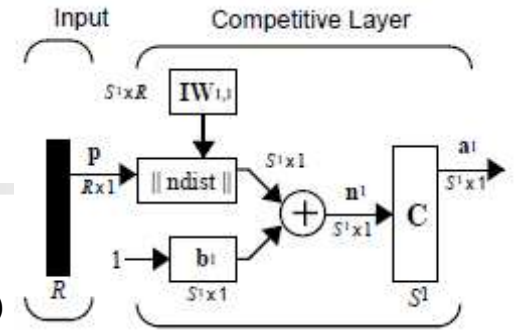 Input Competitive Layer
S¹xR IW1,1
p
Rx1
|| ndist ||
S¹x1
+
n¹
S¹x1
C
a¹
S¹x1
1
b¹
S¹x1
R
S¹
)